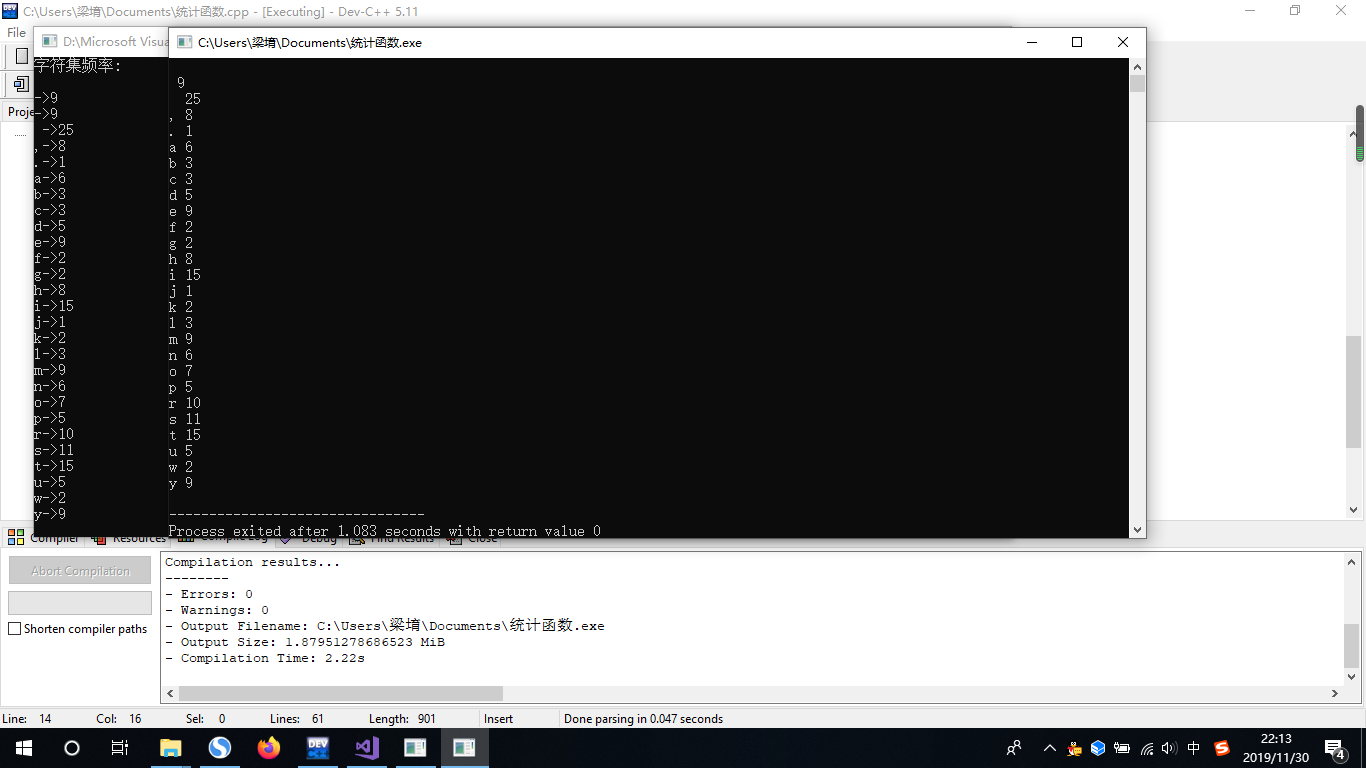 C:\Users\梁堉\Documents\统计函数.cpp - [Executing] - Dev-C++ 5.11
File
D:\Microsoft Visua
C:\Users\梁堉\Documents\统计函数.exe
Proje
字符集频率:
->9
->9
 ->25
,->8
.->1
a->6
b->3
c->3
d->5
e->9
f->2
g->2
h->8
i->15
j->1
k->2
l->3
m->9
n->6
o->7
p->5
r->10
s->11
t->15
u->5
w->2
y->9
9
25
, 8
. 1
a 6
b 3
c 3
d 5
e 9
f 2
g 2
h 8
i 15
j 1
k 2
l 3
m 9
n 6
o 7
p 5
r 10
s 11
t 15
u 5
w 2
y 9
--------------------------------
Process exited after 1.083 seconds with return value 0
Compiler Resources Debug Find Results Close
Abort Compilation
Shorten compiler paths
Compilation results...
--------
- Errors: 0
- Warnings: 0
- Output Filename: C:\Users\梁堉\Documents\统计函数.exe
- Output Size: 1.87951278686523 MiB
- Compilation Time: 2.22s
Line: 14 Col: 16 Sel: 0 Lines: 61 Length: 901 Insert Done parsing in 0.047 seconds
DEV
中
22:13
2019/11/30
4